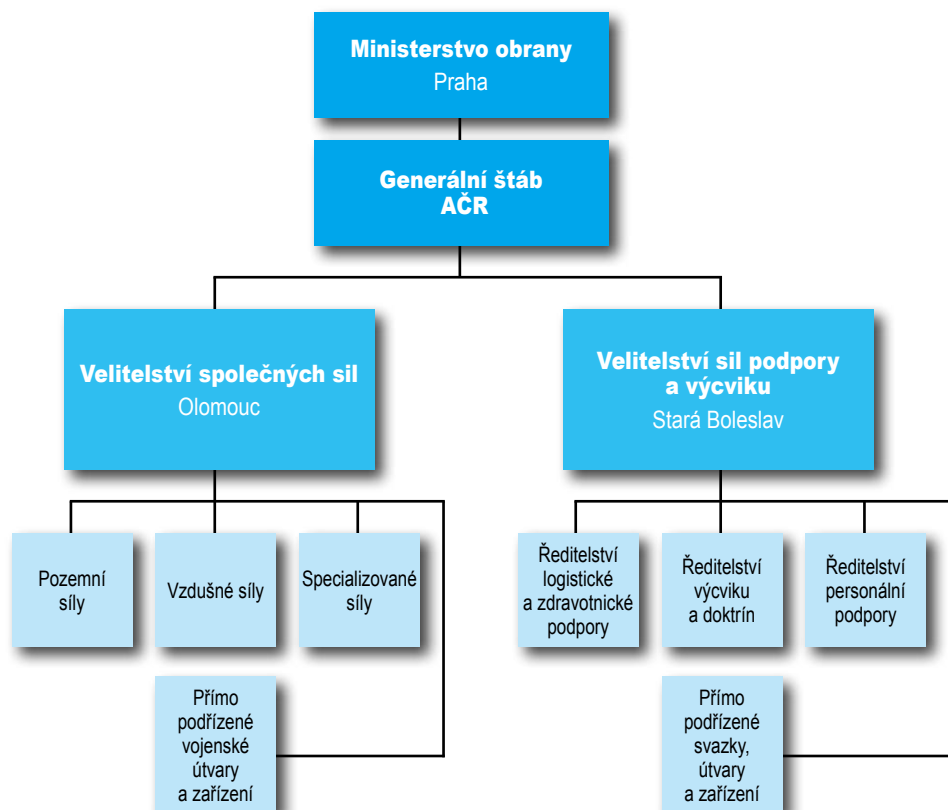 Ministerstvo obrany
Praha
Generální štáb
AČR
Velitelství společných sil
Olomouc
Velitelství sil podpory
a výcviku
Stará Boleslav
Pozemní
síly
Vzdušné síly
Specializované
síly
Přímo
podřízené
vojenské
útvary
a zařízení
Ředitelství
logistické
a zdravotnické
podpory
Ředitelství
výcviku
a doktrín
Ředitelství
personální
podpory
Přímo
podřízené
svazky,
útvary
a zařízení